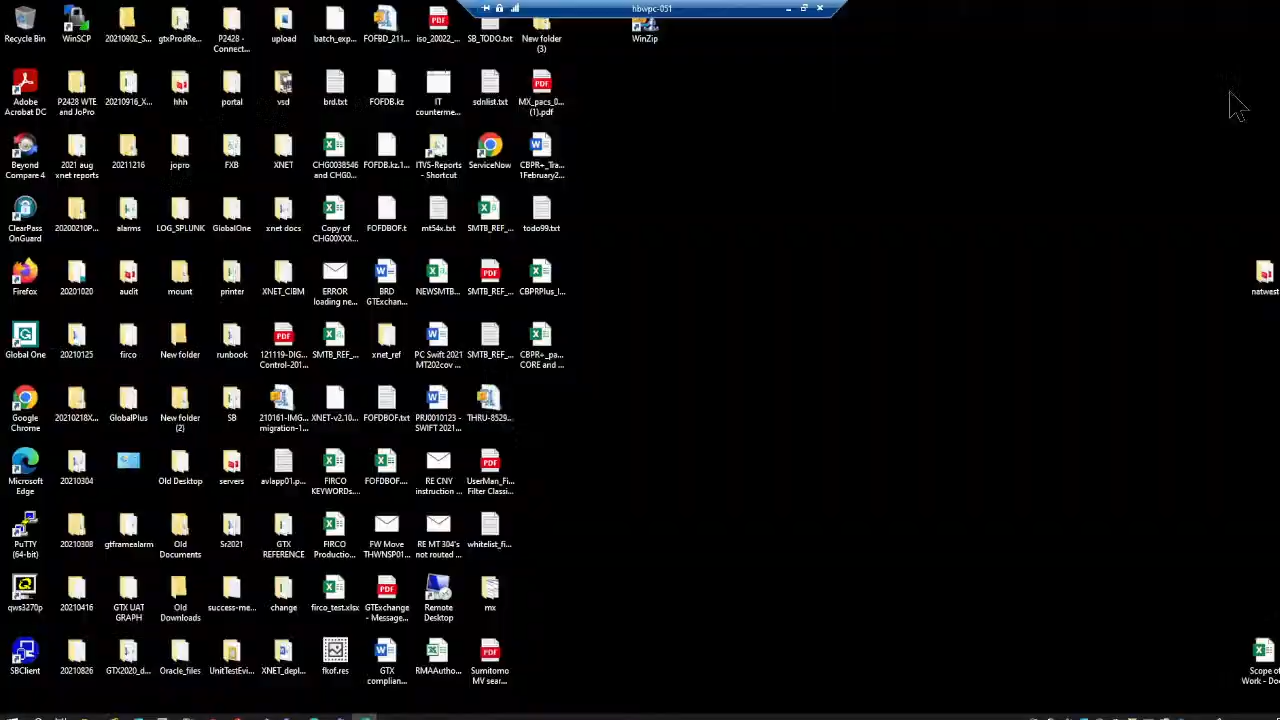 hbwpc-051
Recycle Bin
WinSCP
20210902_S...
gtxProdRe...
P2428 -
Connect...
upload
batch_exp...
FOFBD_211...
iso_20022_...
SB_TODO.txt
New folder
(3)
WinZip
Adobe
Acrobat DC
P2428 WTE
and JoPro
20210916_X...
hhh
portal
vsd
brd.txt
FOFDB.kz
IT
counterme...
sdnlist.txt
MX_pacs_0...
(1).pdf
Beyond
Compare 4
2021 aug
xnet reports
20211216
jopro
FXB
XNET
CHG0038546
and CHG0...
FOFDB.kz.1...
ITVS-Reports
- Shortcut
ServiceNow
CBPR+_Tra...
1February2...
ClearPass
OnGuard
20200210P...
alarms
LOG_SPLUNK
GlobalOne
xnet docs
Copy of
CHG00XXX...
FOFDBOF.t
mt54x.txt
SMTB_REF_...
todo99.txt
Firefox
20201020
audit
mount
printer
XNET_CIBM
ERROR
loading ne...
BRD
GTExchan...
NEWSMTB...
SMTB_REF_...
CBPRPlus_I...
natwest
Global One
20210125
firco
New folder
runbook
121119-DIG...
Control-201...
SMTB_REF_...
xnet_ref
PC Swift 2021
MT202cov ...
SMTB_REF_...
CBPR+_pa...
CORE and ...
Google
Chrome
20210218X...
GlobalPlus
New folder
(2)
SB
210161-IMG...
migration-1...
XNET-v2.10...
FOFDBOF.txt
PRJ0010123 -
SWIFT 2021...
THRU-8529...
Microsoft
Edge
20210304
Old Desktop
servers
avlapp01.p...
FIRCO
KEYWORDs...
FOFDBOF....
RE CNY
instruction ...
UserMan_Fi...
Filter Classi...
PuTTY
(64-bit)
20210308
gtframealarm
Old
Documents
Sr2021
GTX
REFERENCE
FIRCO
Productio...
FW Move
THWNSP01...
RE MT 304's
not routed ...
whitelist_fi...
qws3270p
20210416
GTX UAT
GRAPH
Old
Downloads
success-me...
change
firco_test.xlsx
GTExchange
- Message...
Remote
Desktop
mx
SBClient
20210826
GTX2020_d...
Oracle_files
UnitTestEvi...
XNET_depl...
fkof.res
GTX
complian...
RMAAutho...
Sumitomo
MV sear...
Scope of
Work - Do